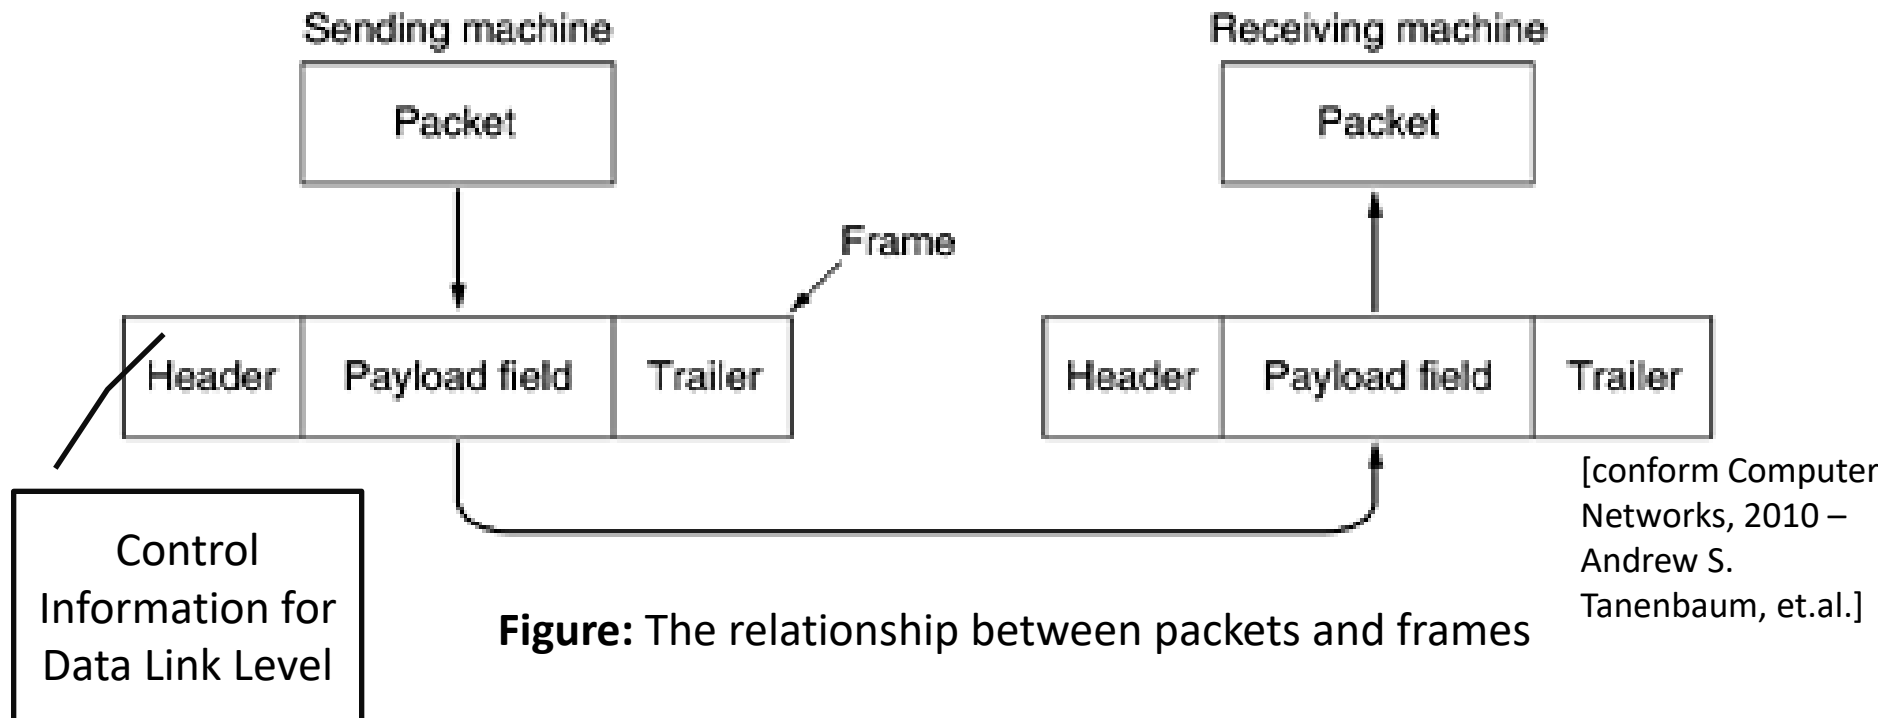 Sending machine
Receiving machine
Packet
Packet
Frame
Header
Payload field
Trailer
Header
Payload field
Trailer
Control
Information for
Data Link Level
Figure: The relationship between packets and frames
[conform Computer
Networks, 2010 –
Andrew S.
Tanenbaum, et.al.]